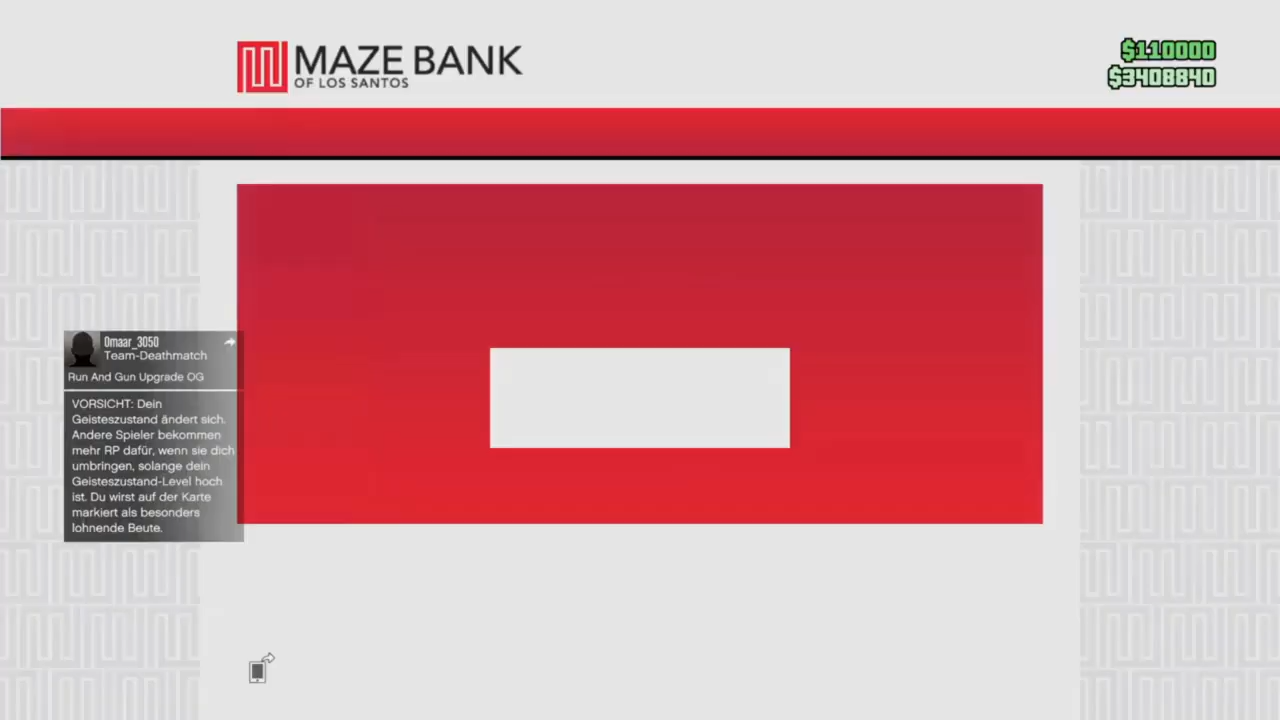 MAZE BANK
OF LOS SANTOS
$110000
$3408840
0maar_3050
Team-Deathmatch
Run And Gun Upgrade OG
VORSICHT: Dein
Geisteszustand ändert sich.
Andere Spieler bekommen
mehr RP dafür, wenn sie dich
umbringen, solange dein
Geisteszustand-Level hoch
ist. Du wirst auf der Karte
markiert als besonders
lohnende Beute.